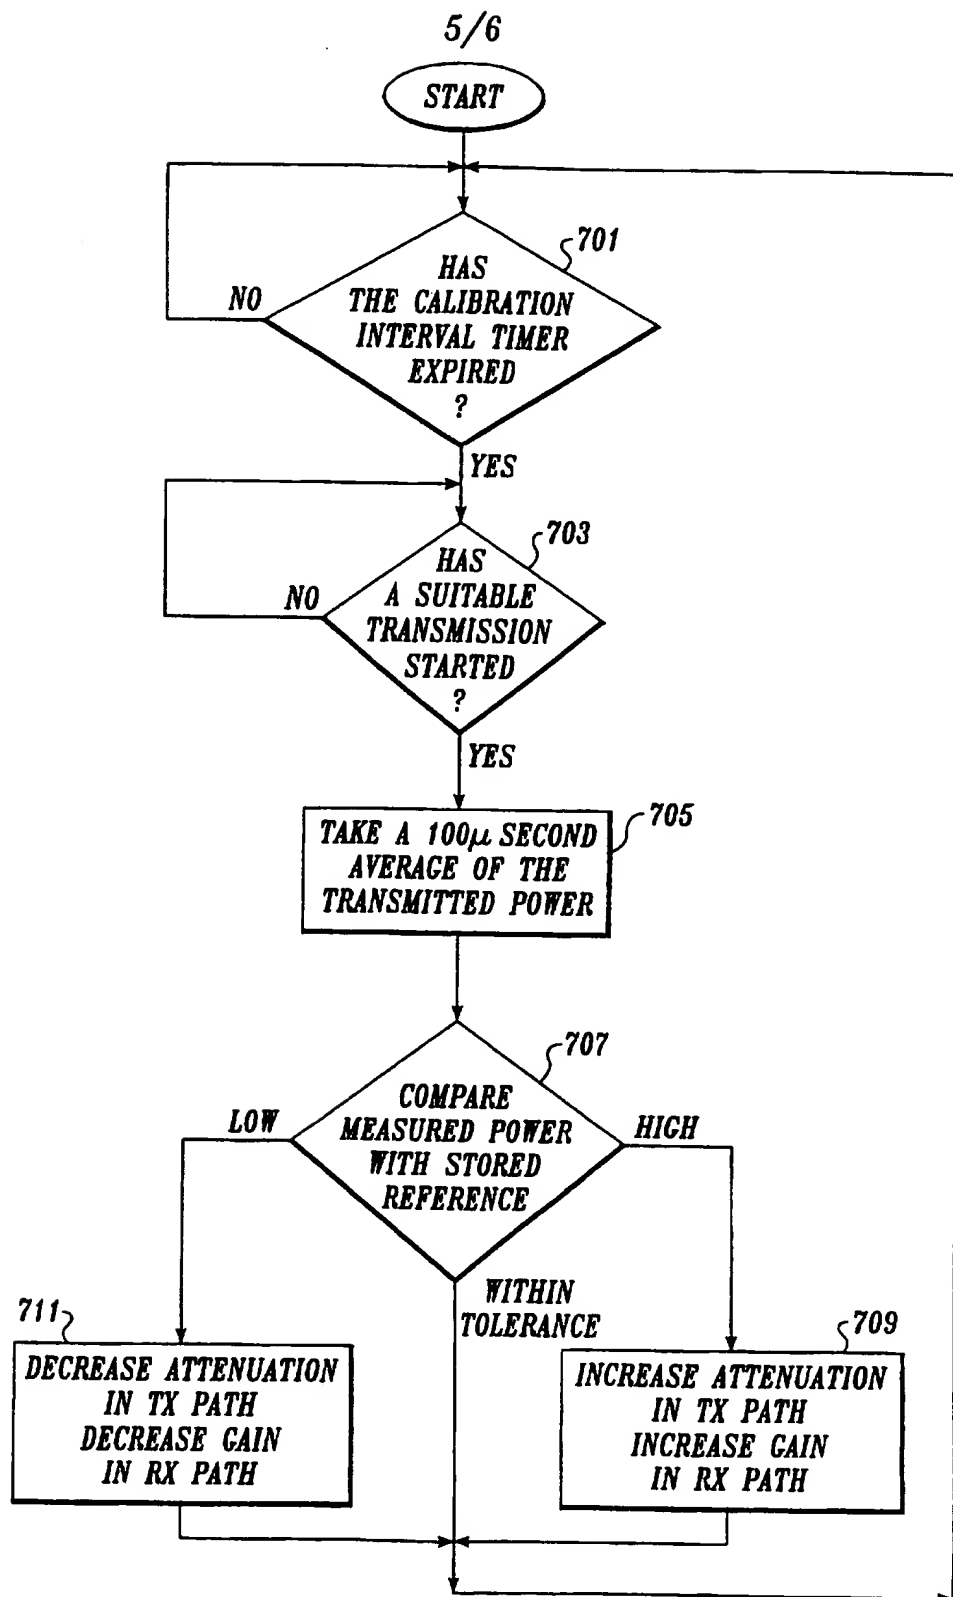 5/6
START
701
HAS
THE CALIBRATION
INTERVAL TIMER
EXPIRED
?
NO
YES
703
HAS
A SUITABLE
TRANSMISSION
STARTED
?
NO
YES
705
TAKE A 100μ SECOND
AVERAGE OF THE
TRANSMITTED POWER
707
COMPARE
MEASURED POWER
WITH STORED
REFERENCE
LOW
HIGH
WITHIN
TOLERANCE
711
DECREASE ATTENUATION
IN TX PATH
DECREASE GAIN
IN RX PATH
709
INCREASE ATTENUATION
IN TX PATH
INCREASE GAIN
IN RX PATH